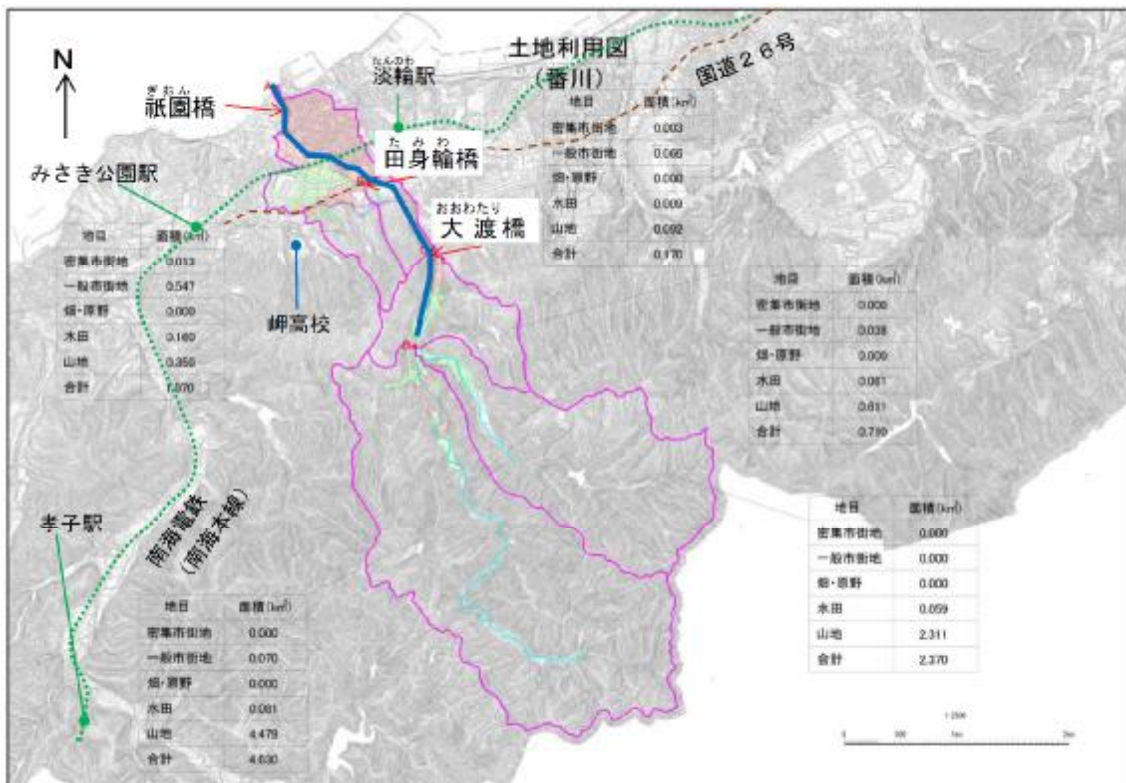 N
土地利用図
(番川)
国道26号
たんのわ
淡輪駅
ぎおん
祇園橋
たみわ
田身輪橋
みさき公園駅
おおわたり
大渡橋
岬高校
南海電鉄
(南海本線)
孝子駅
地目 面積(k㎡)
密集市街地 0.003
一般市街地 0.066
畑・原野 0.000
水田 0.009
山地 0.092
合計 0.170
地目 面積(k㎡)
密集市街地 0.013
一般市街地 0.547
畑・原野 0.000
水田 0.160
山地 0.350
合計 1.070
地目 面積(k㎡)
密集市街地 0.000
一般市街地 0.038
畑・原野 0.000
水田 0.061
山地 0.611
合計
地目 面積(k㎡)
密集市街地 0.000
一般市街地 0.000
畑・原野 0.000
水田 0.059
山地 2.311
合計 2.370
地目 面積(k㎡)
密集市街地 0.000
一般市街地 0.070
畑・原野 0.000
水田 0.081
山地 4.479
合計 4.630
0 500 1km 2km